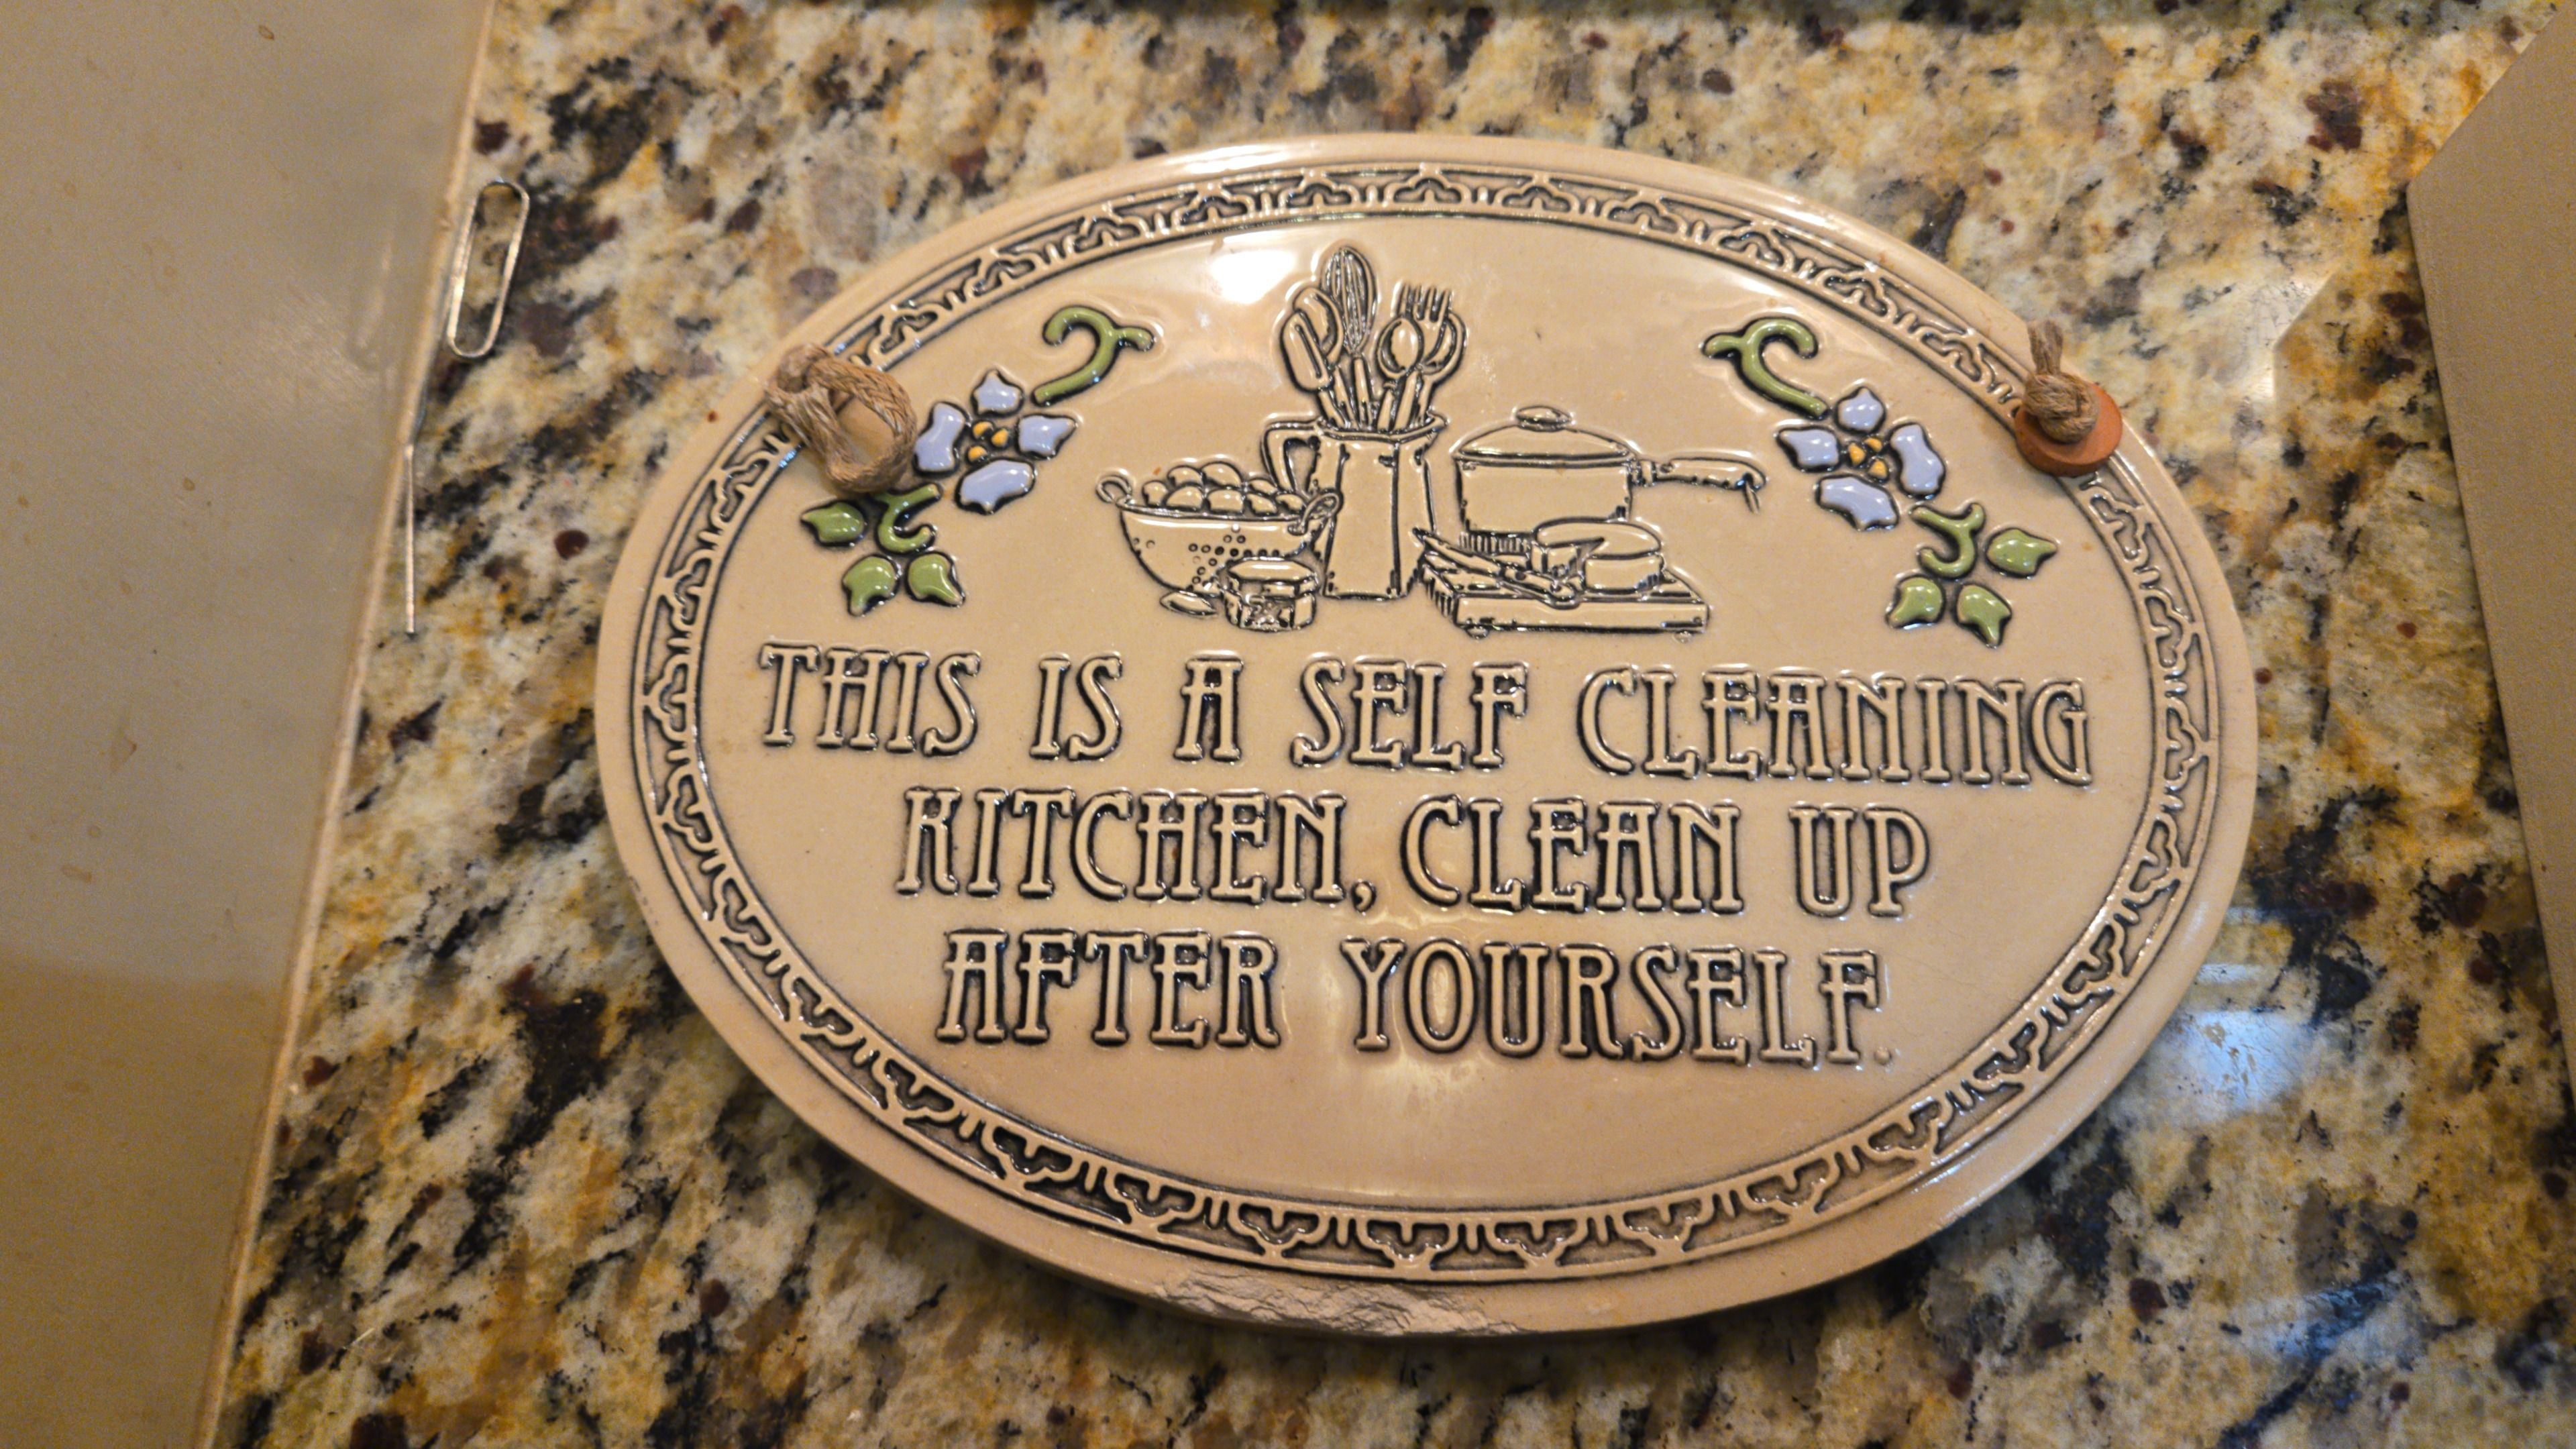 THIS IS A SELF CLEANING
KITCHEN, CLEAN UP
AFTER YOURSELF.